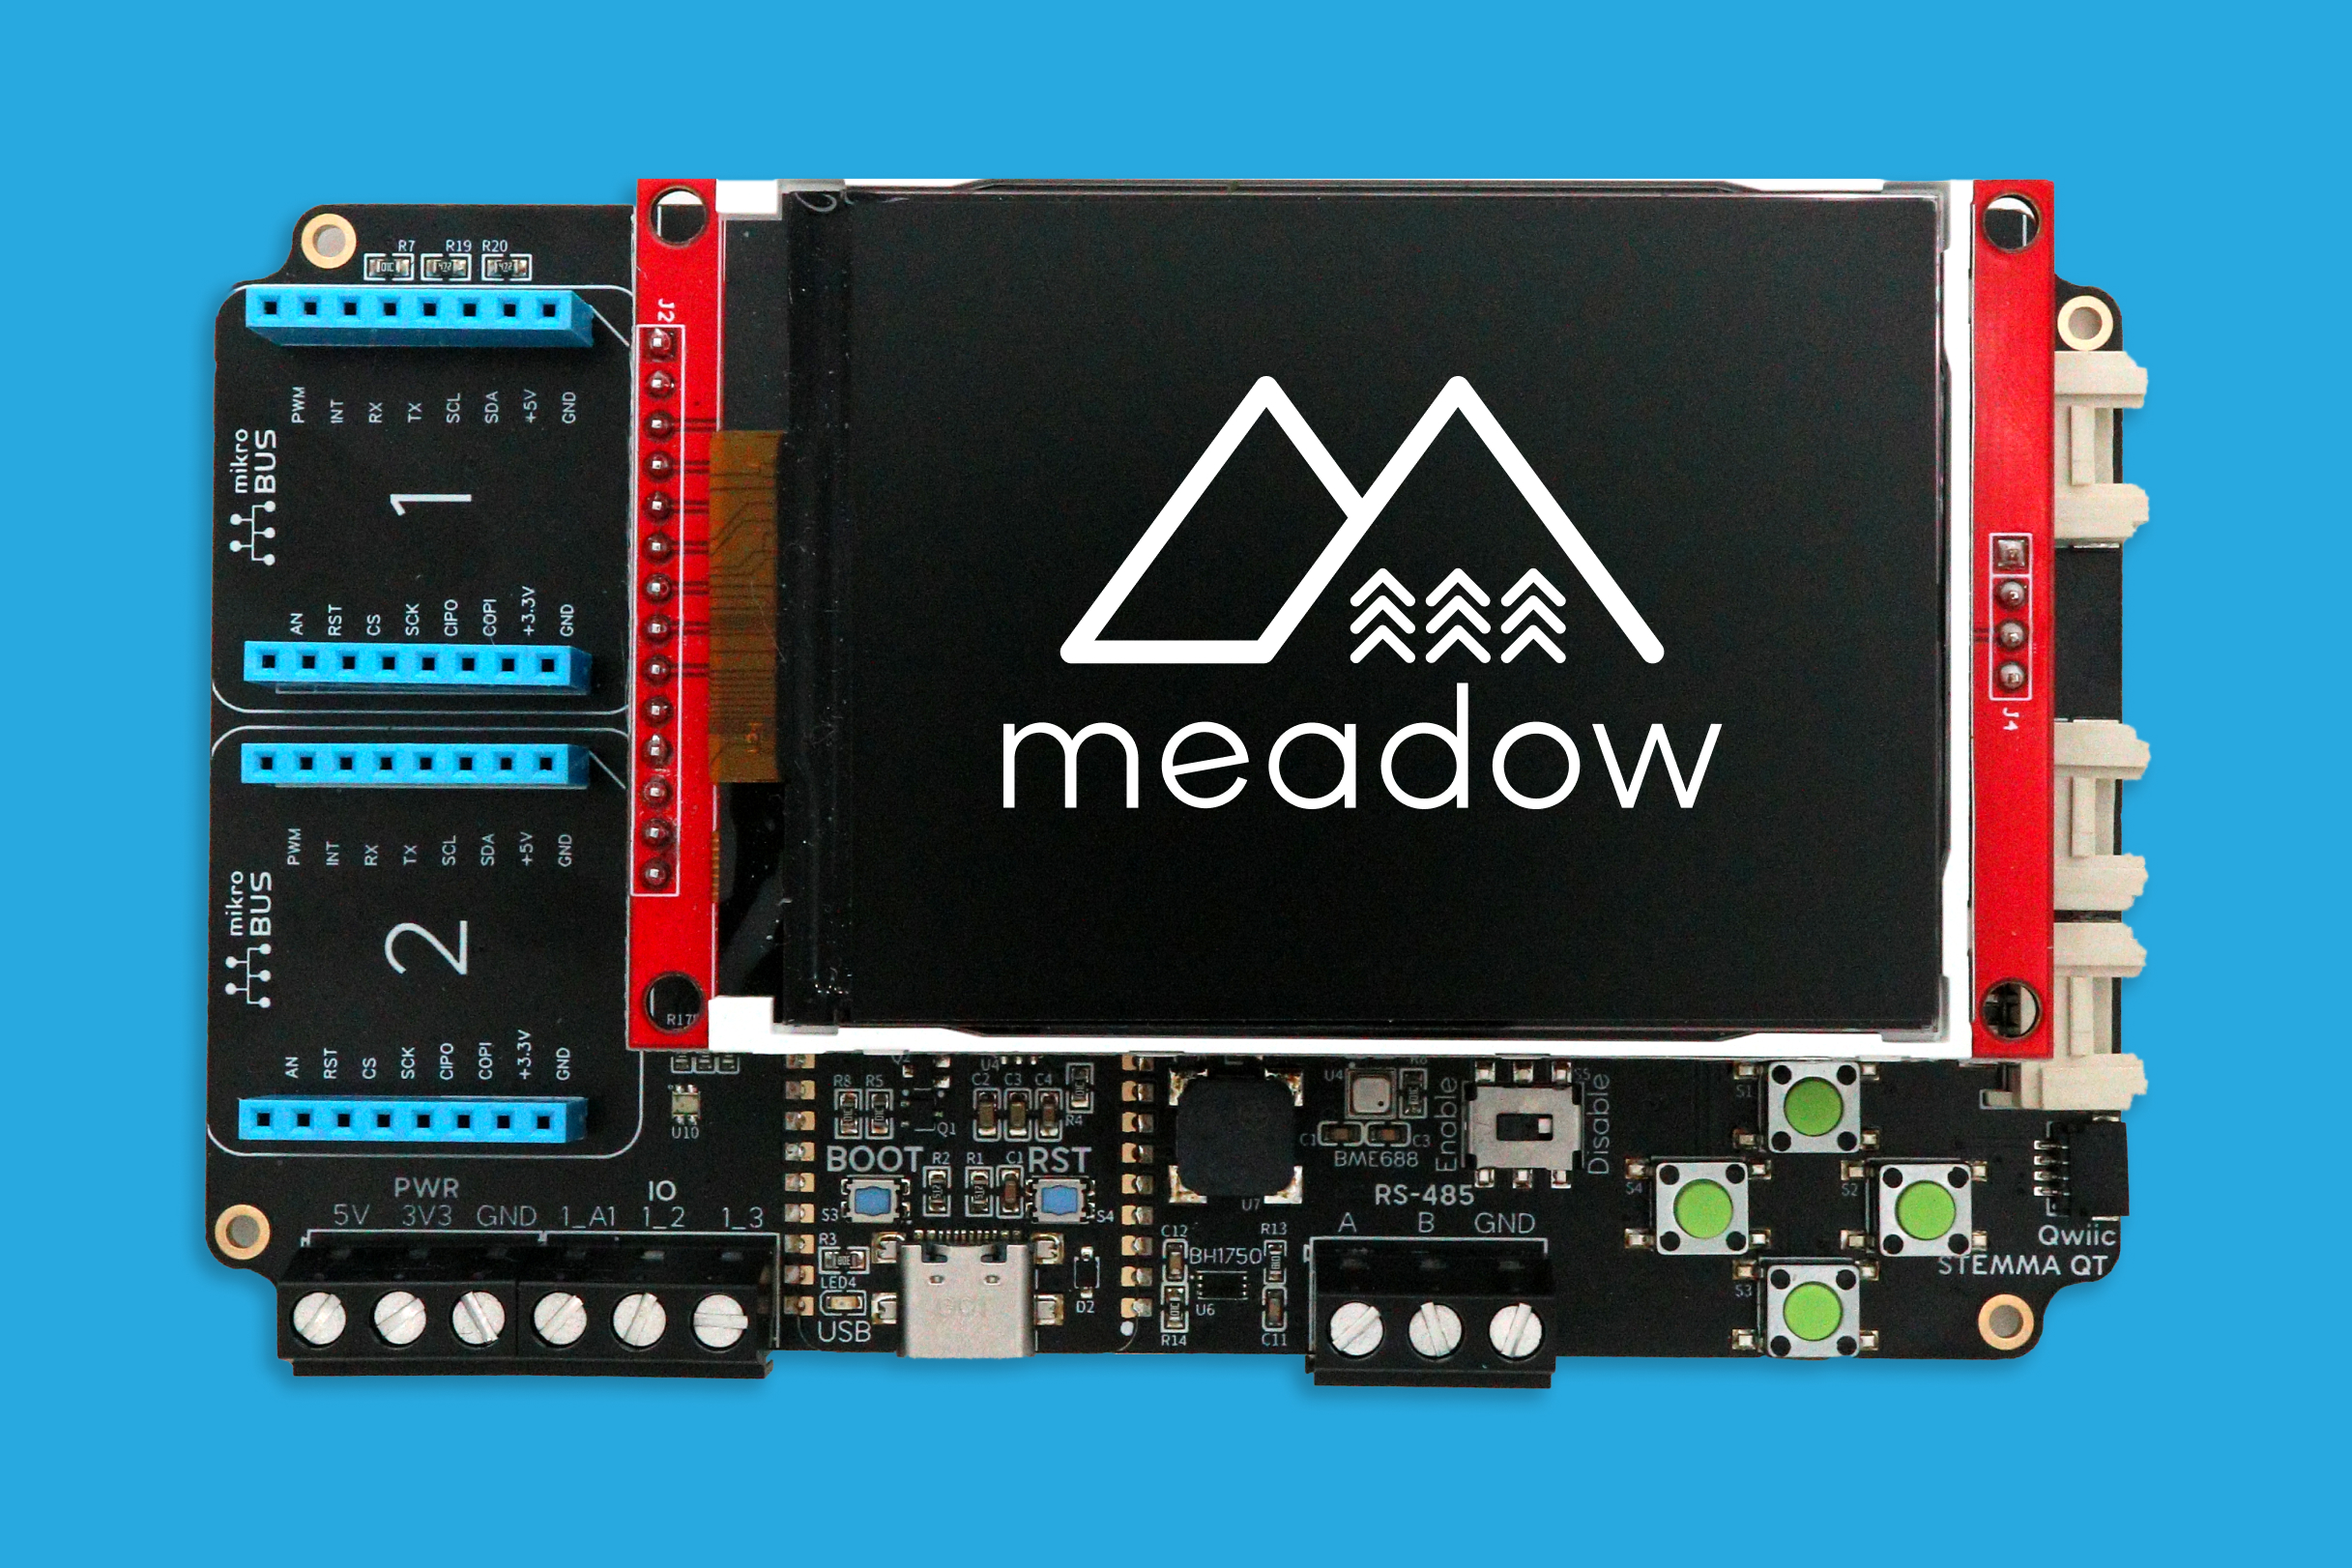 R7 R19 R20
J2
PWM INT RX TX SCL SDA +5V GND
mikro
BUS
1
AN RST CS SCK CIPO COPI +3.3V GND
meadow
J4
PWM INT RX TX SCL SDA +5V GND
mikro
BUS
2
AN RST CS SCK CIPO COPI +3.3V GND
U10
R8 R5
Q1
C2 C3 C4
R4
U4
C1 C3
BME688
Enable
Disable
S5
S1
S4
S2
S3
BOOT
R2 R1 C1
RST
S3
S4
U7
RS-485
A B GND
PWR
5V 3V3 GND
IO
1_A1 1_2 1_3
R3
LED4
USB
D2
C12
BH1750
R13
U6
R14
C11
Qwiic
STEMMA QT